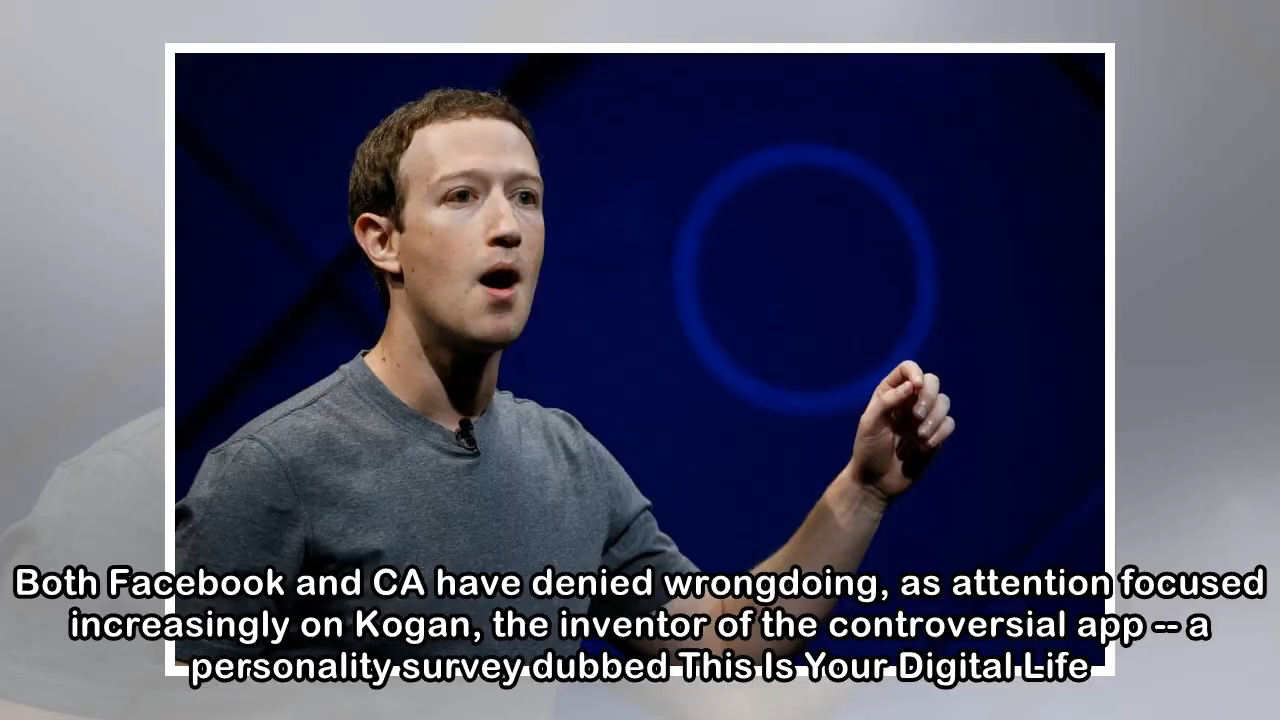 Both Facebook and CA have denied wrongdoing, as attention focused
increasingly on Kogan, the inventor of the controversial app -- a
personality survey dubbed This Is Your Digital Life